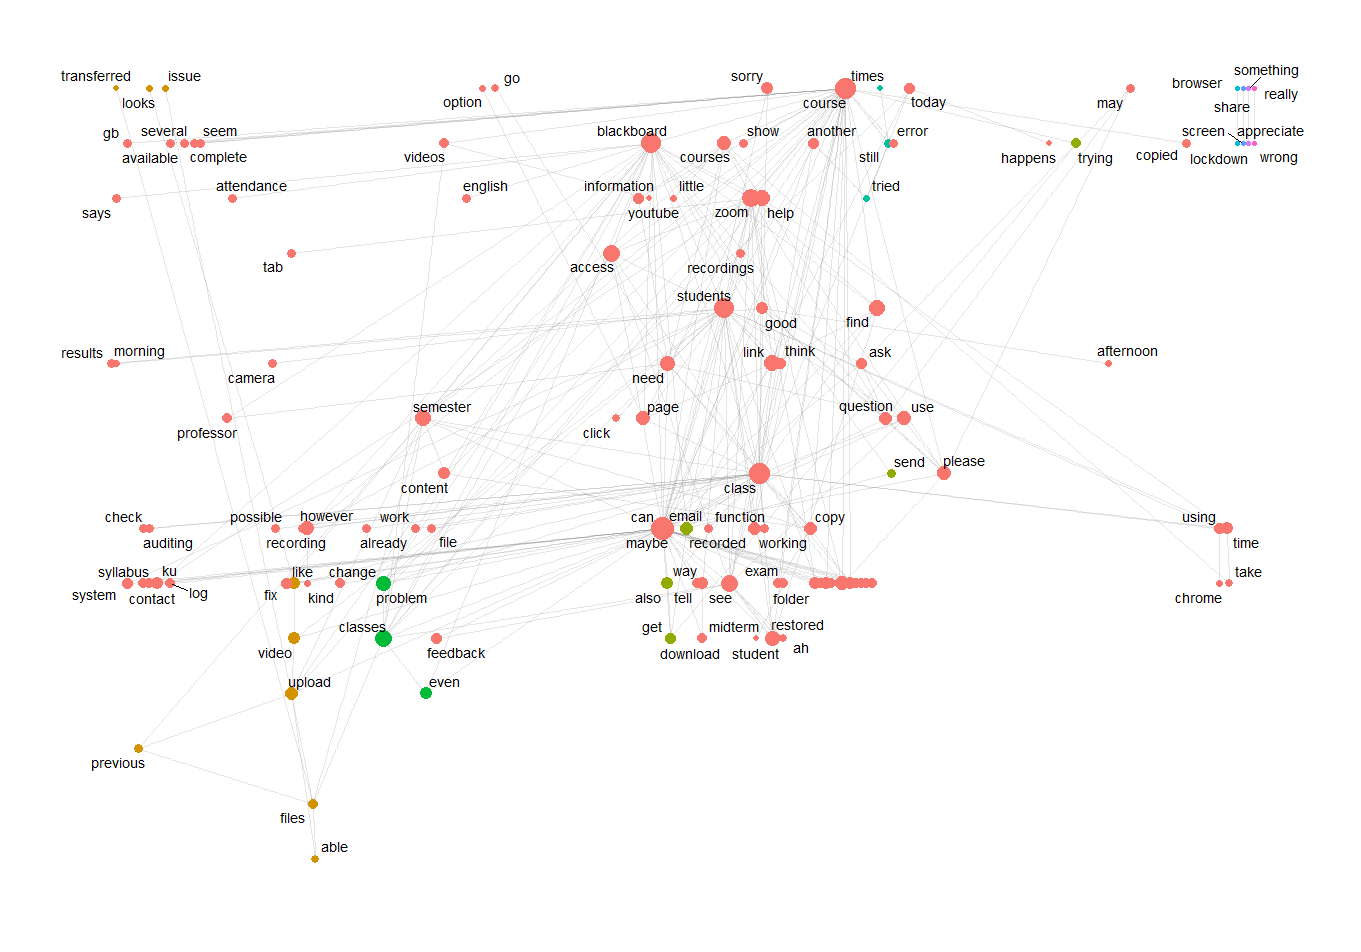 transferred
issue
looks
go
option
sorry
times
course
today
may
browser
something
really
share
gb
several
seem
available
complete
videos
blackboard
courses
show
another
error
still
happens
trying
copied
screen
appreciate
lockdown
wrong
says
attendance
english
information
little
youtube
zoom
help
tried
tab
access
recordings
students
good
find
results
morning
camera
need
link
think
ask
afternoon
professor
semester
click
page
question
use
content
class
send
please
check
auditing
possible
however
recording
work
already
file
can
email
maybe
recorded
function
working
copy
using
time
syllabus
ku
system
contact
log
like
change
fix
kind
problem
way
also
tell
see
exam
folder
take
chrome
video
classes
feedback
get
download
midterm
restored
student
ah
upload
even
previous
files
able